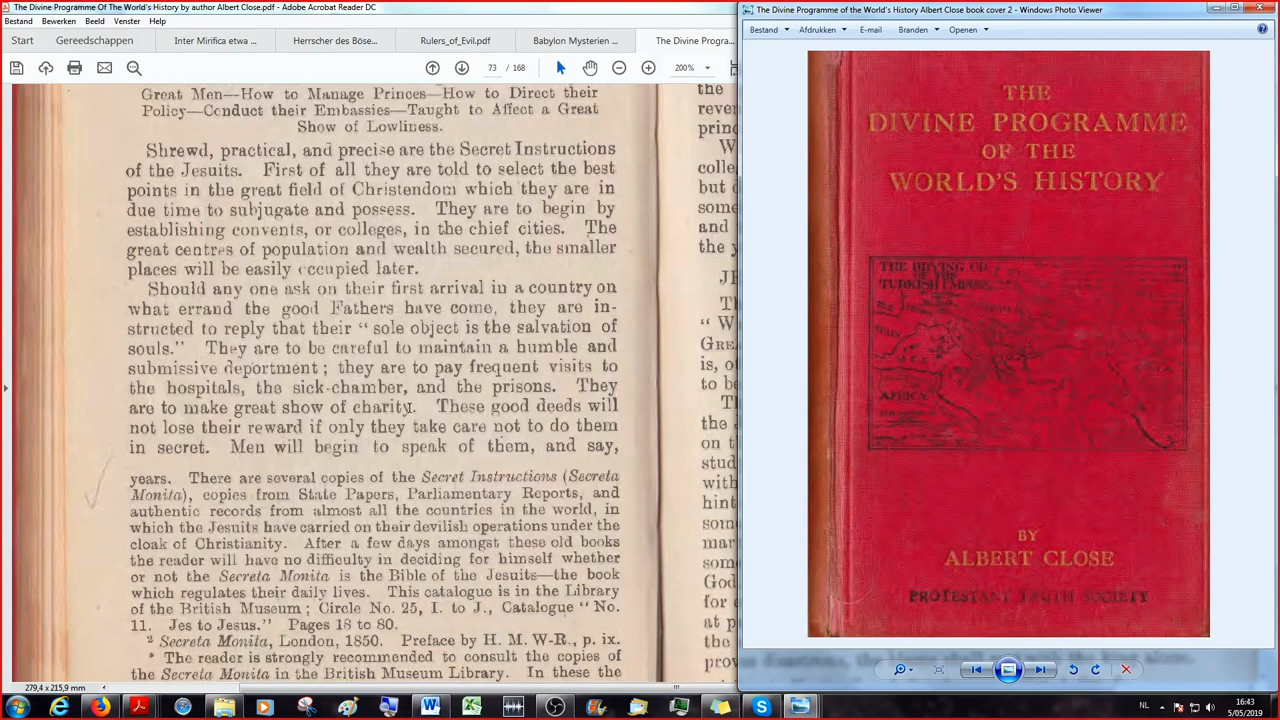 The Divine Programme Of The World's History by author Albert Close.pdf - Adobe Acrobat Reader DC
Bestand Bewerken Beeld Venster Help
Start Gereedschappen Inter Mirifica etwa ... Herrscher des Böse... Rulers_of_Evil.pdf Babylon Mysterien ... The Divine Progra...
73 / 168 200%
Great Men—How to Manage Princes—How to Direct their
Policy—Conduct their Embassies—Taught to Affect a Great
Show of Lowliness.
Shrewd, practical, and precise are the Secret Instructions
of the Jesuits. First of all they are told to select the best
points in the great field of Christendom which they are in
due time to subjugate and possess. They are to begin by
establishing convents, or colleges, in the chief cities. The
great centres of population and wealth secured, the smaller
places will be easily occupied later.
Should any one ask on their first arrival in a country on
what errand the good Fathers have come, they are in-
structed to reply that their " sole object is the salvation of
souls." They are to be careful to maintain a humble and
submissive deportment ; they are to pay frequent visits to
the hospitals, the sick-chamber, and the prisons. They
are to make great show of charity. These good deeds will
not lose their reward if only they take care not to do them
in secret. Men will begin to speak of them, and say,
years. There are several copies of the Secret Instructions (Secreta
Monita), copies from State Papers, Parliamentary Reports, and
authentic records from almost all the countries in the world, in
which the Jesuits have carried on their devilish operations under the
cloak of Christianity. After a few days amongst these old books
the reader will have no difficulty in deciding for himself whether
or not the Secreta Monita is the Bible of the Jesuits—the book
which regulates their daily lives. This catalogue is in the Library
of the British Museum ; Circle No. 25, I. to J., Catalogue " No.
11. Jes to Jesus." Pages 18 to 80.
² Secreta Monita, London, 1850. Preface by H. M. W-R., p. ix.
* The reader is strongly recommended to consult the copies of
the Secreta Monita in the British Museum Library. In these the
279,4 x 215,9 mm
The Divine Programme of the World's History Albert Close book cover 2 - Windows Photo Viewer
Bestand Afdrukken E-mail Branden Openen
THE
DIVINE PROGRAMME
OF THE
WORLD'S HISTORY
THE DRYING UP
OF THE
TURKISH EMPIRE
AFRICA
BY
ALBERT CLOSE
PROTESTANT TRUTH SOCIETY
NL
16:43
5/05/2019